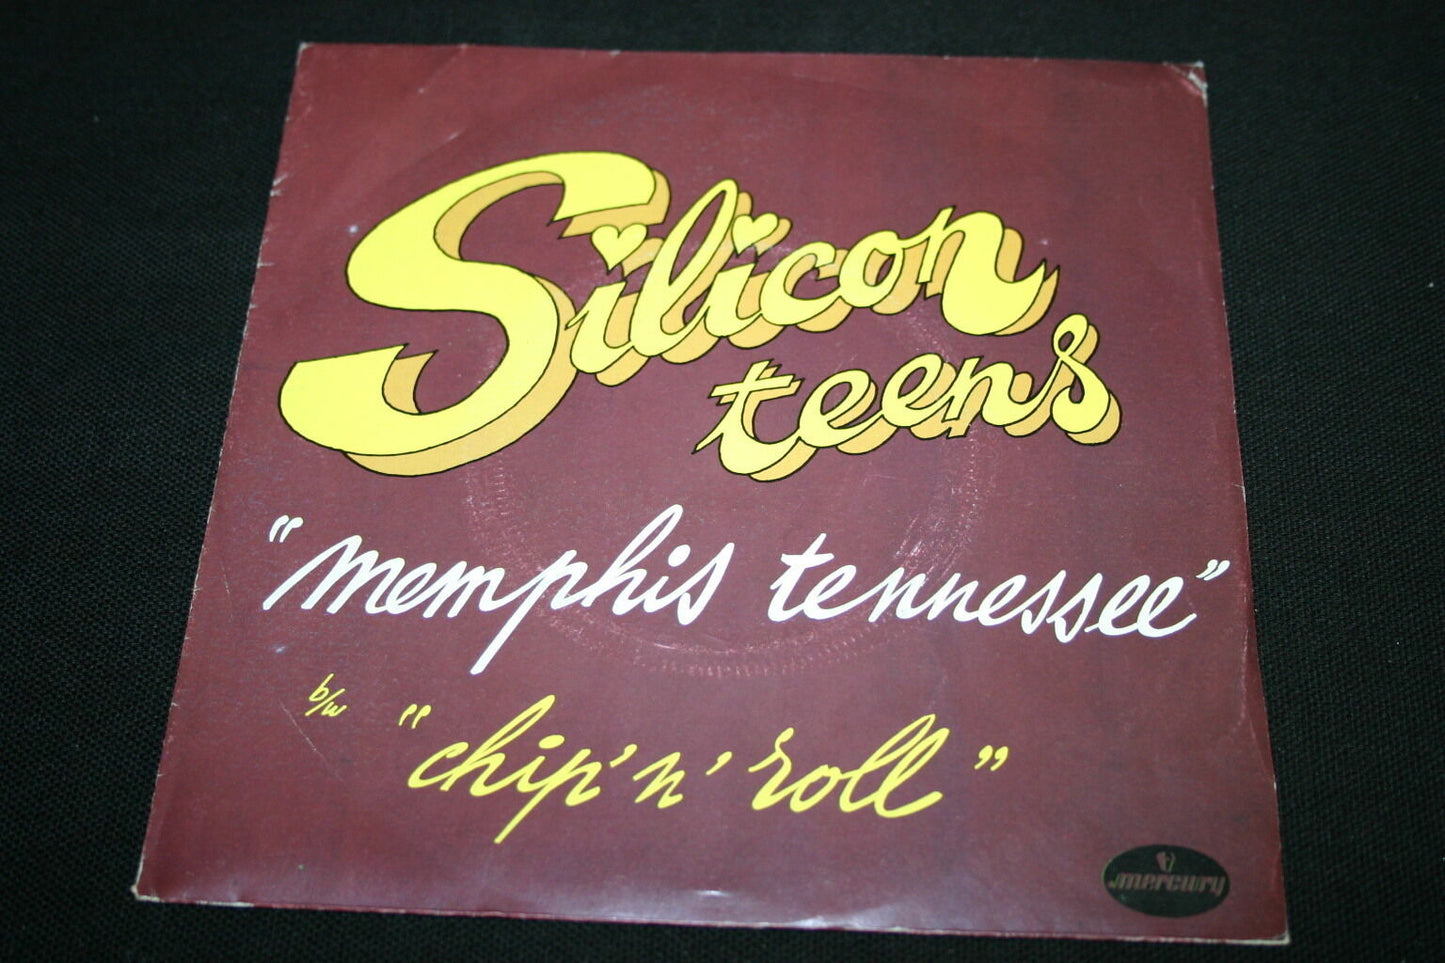 Silicon
teens
"memphis tennessee"
b/w "chip'n'roll"
mercury